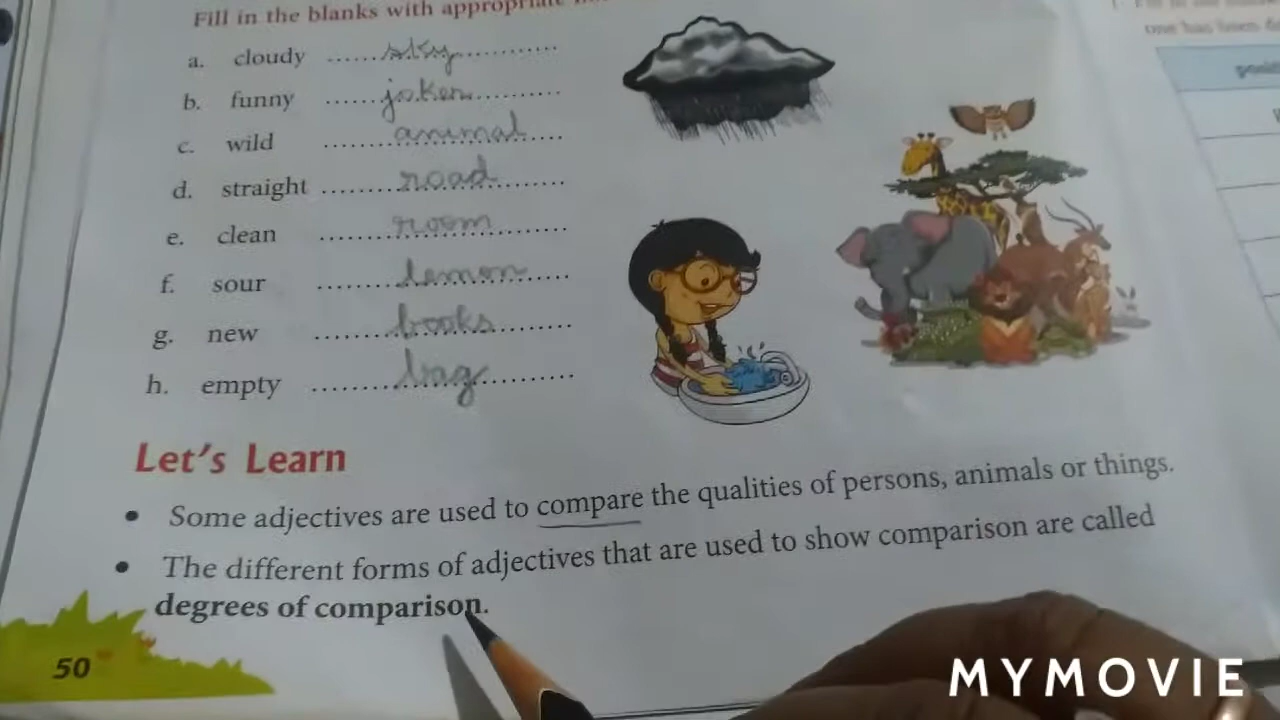 Fill in the blanks with appropriate
a. cloudy ......sky............
b. funny ......joker............
c. wild ......animal............
d. straight ......road............
e. clean ......room............
f. sour ......lemon............
g. new ......books............
h. empty ......bag............
Let's Learn
• Some adjectives are used to compare the qualities of persons, animals or things.
• The different forms of adjectives that are used to show comparison are called
degrees of comparison.
50
MYMOVIE